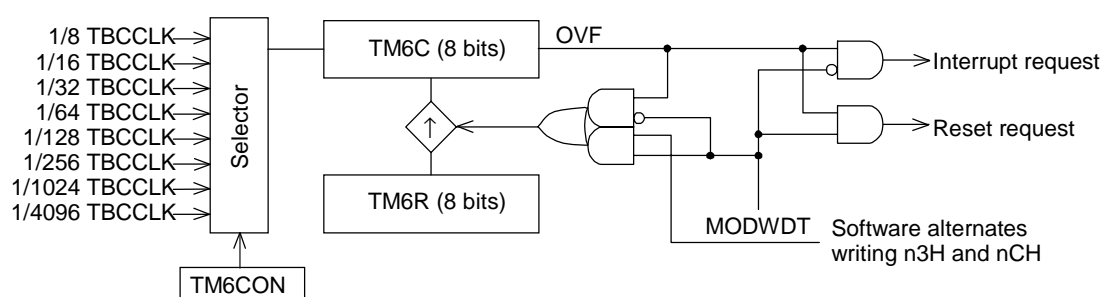 1/8 TBCCLK
1/16 TBCCLK
1/32 TBCCLK
1/64 TBCCLK
1/128 TBCCLK
1/256 TBCCLK
1/1024 TBCCLK
1/4096 TBCCLK
Selector
TM6CON
TM6C (8 bits)
OVF
↑
TM6R (8 bits)
Interrupt request
Reset request
MODWDT
Software alternates
writing n3H and nCH